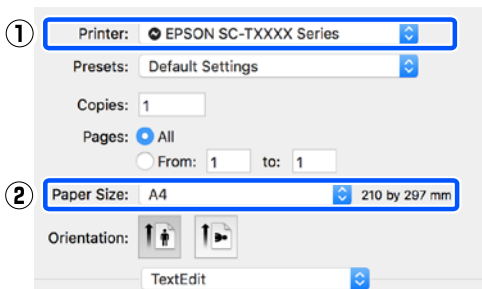 ① Printer: EPSON SC-TXXXX Series
Presets: Default Settings
Copies: 1
Pages: All
From: 1 to: 1
② Paper Size: A4 210 by 297 mm
Orientation:
TextEdit